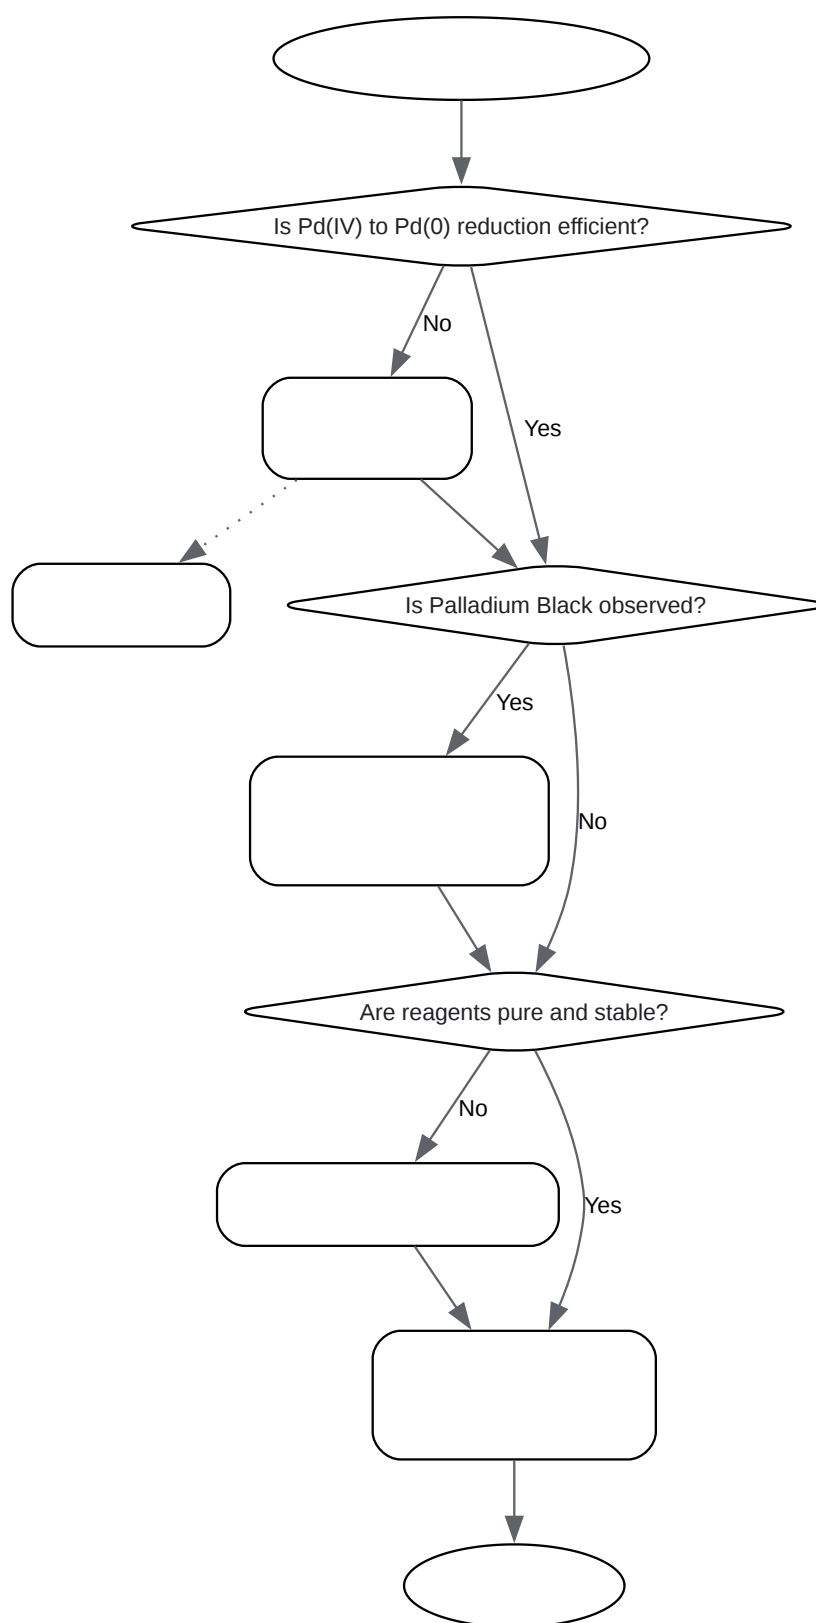 Is Pd(IV) to Pd(0) reduction efficient?
No
Yes
Is Palladium Black observed?
Yes
No
Are reagents pure and stable?
No
Yes